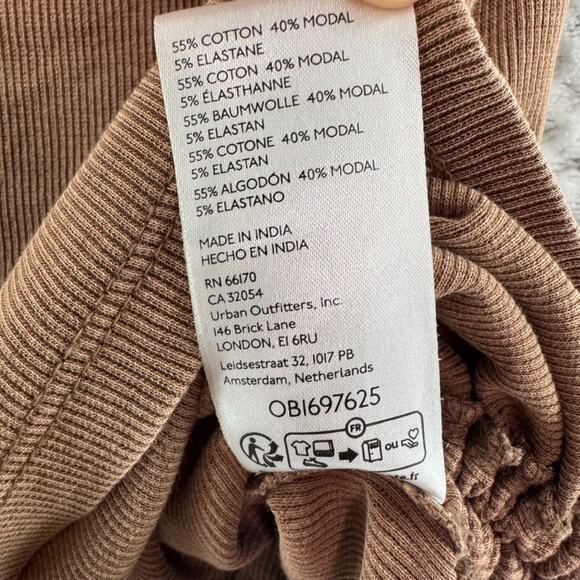 55% COTTON 40% MODAL
5% ELASTANE
55% COTON 40% MODAL
5% ÉLASTHANNE
55% BAUMWOLLE 40% MODAL
5% ELASTAN
55% COTONE 40% MODAL
5% ELASTAN
55% ALGODÓN 40% MODAL
5% ELASTANO
MADE IN INDIA
HECHO EN INDIA
RN 66170
CA 32054
Urban Outfitters, Inc.
146 Brick Lane
LONDON, E1 6RU
Leidsestraat 32, 1017 PB
Amsterdam, Netherlands
OB1697625
FR
ou